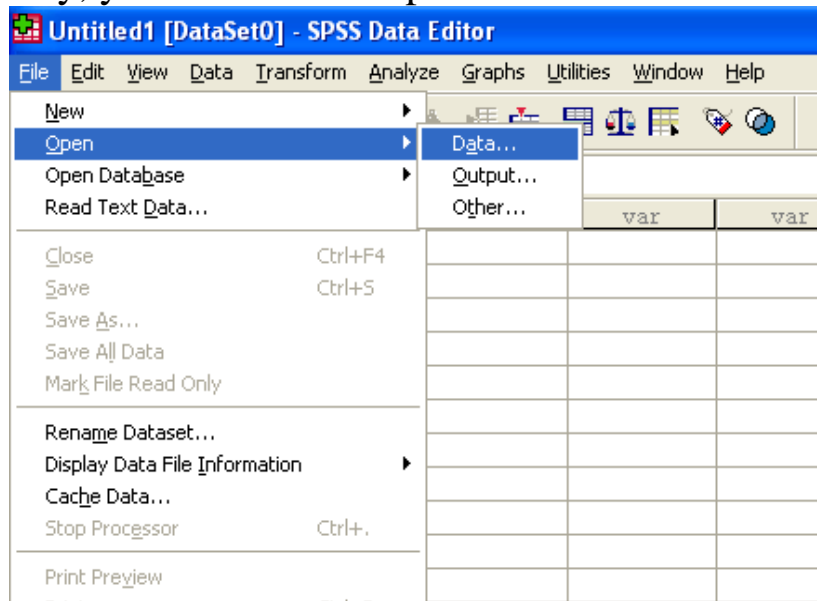 Untitled1 [DataSet0] - SPSS Data Editor
File Edit View Data Transform Analyze Graphs Utilities Window Help
New
Open
Data...
Open Database
Output...
Read Text Data...
Other...
var var
Close Ctrl+F4
Save Ctrl+S
Save As...
Save All Data
Mark File Read Only
Rename Dataset...
Display Data File Information
Cache Data...
Stop Processor Ctrl+.
Print Preview